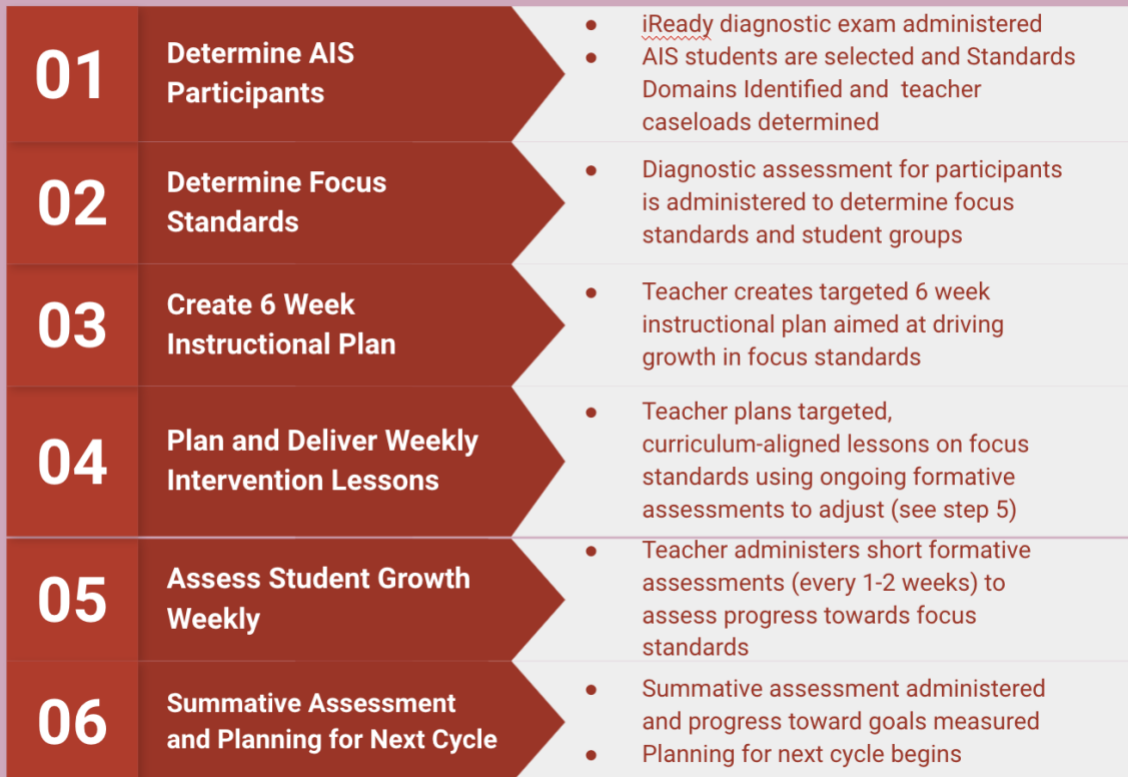 01
Determine AIS
Participants
● iReady diagnostic exam administered
● AIS students are selected and Standards
Domains Identified and  teacher
caseloads determined
02
Determine Focus
Standards
● Diagnostic assessment for participants
is administered to determine focus
standards and student groups
03
Create 6 Week
Instructional Plan
● Teacher creates targeted 6 week
instructional plan aimed at driving
growth in focus standards
04
Plan and Deliver Weekly
Intervention Lessons
● Teacher plans targeted,
curriculum-aligned lessons on focus
standards using ongoing formative
assessments to adjust (see step 5)
05
Assess Student Growth
Weekly
● Teacher administers short formative
assessments (every 1-2 weeks) to
assess progress towards focus
standards
06
Summative Assessment
and Planning for Next Cycle
● Summative assessment administered
and progress toward goals measured
● Planning for next cycle begins